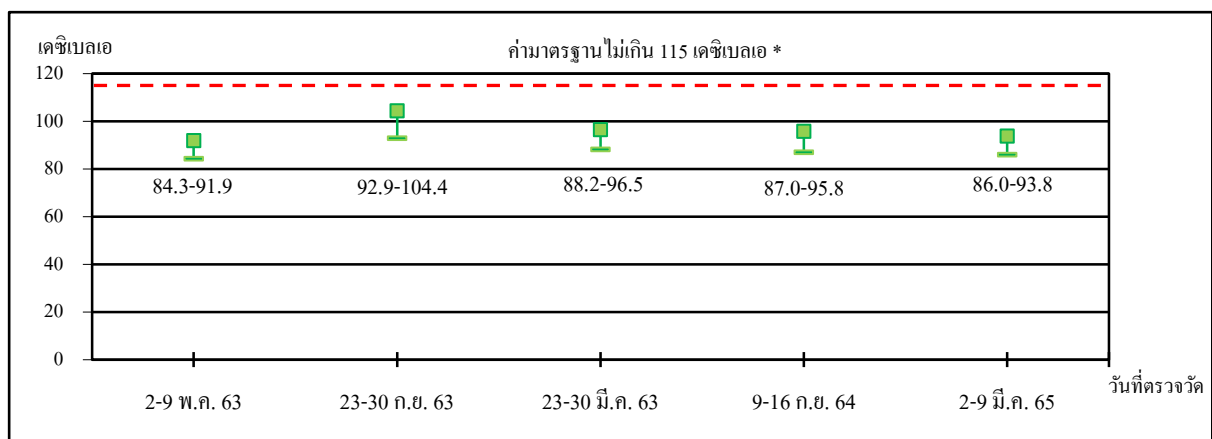 เดซิเบลเอ
ค่ามาตรฐานไม่เกิน 115 เดซิเบลเอ *
120
100
80
84.3-91.9 92.9-104.4 88.2-96.5 87.0-95.8 86.0-93.8
60
40
20
0
วันที่ตรวจวัด
2-9 พ.ค. 63 23-30 ก.ย. 63 23-30 มี.ค. 63 9-16 ก.ย. 64 2-9 มี.ค. 65